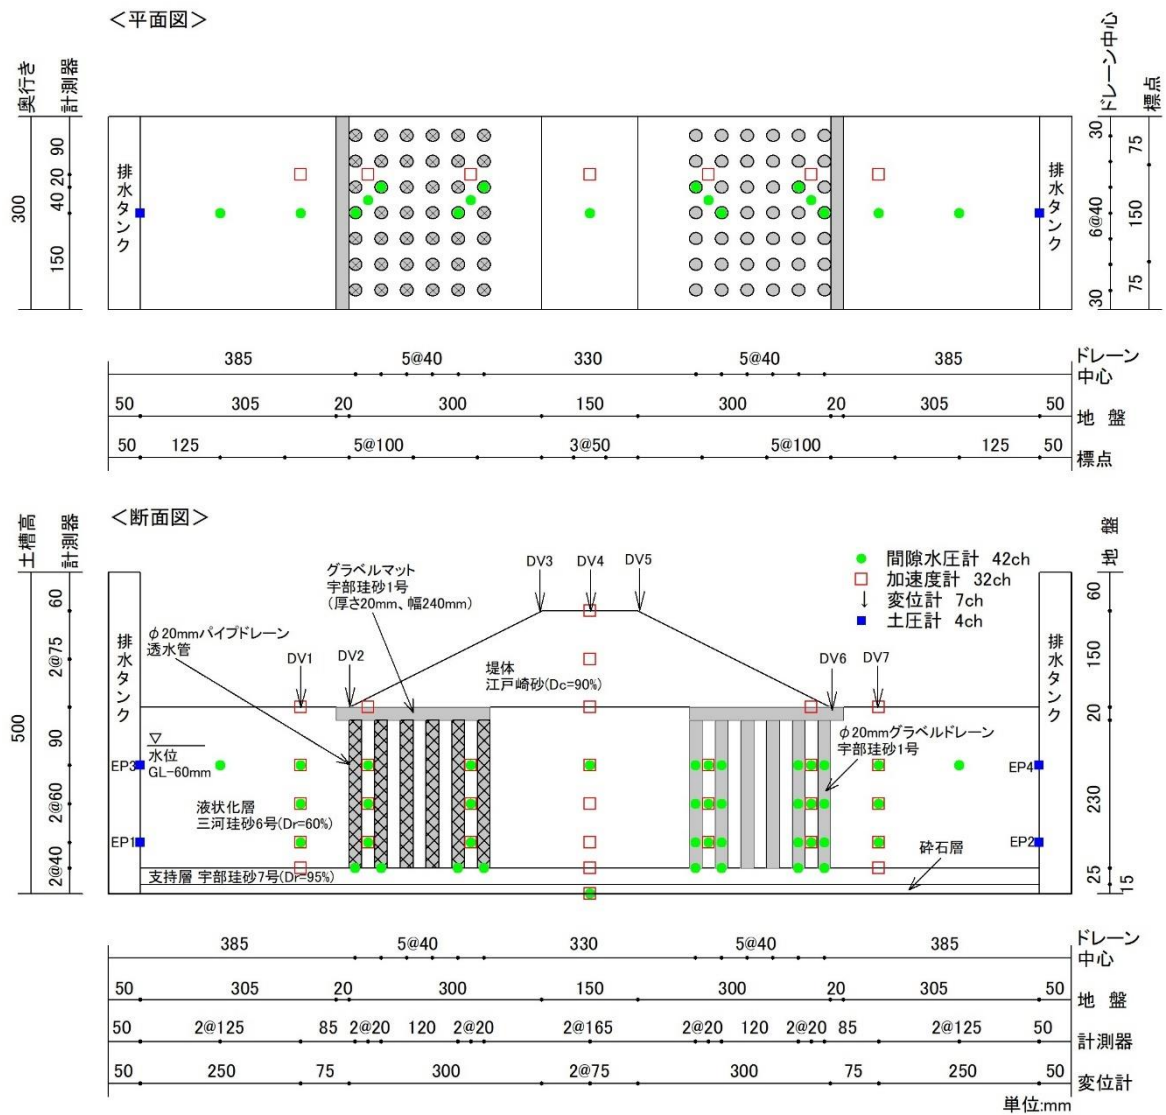 ＜平面図＞
奥行き
計測器
ドレーン中心
標点
300
90
20
40
150
排水タンク
排水タンク
30
6@40
30
75
150
75
385 5@40 330 5@40 385 ドレーン中心
50 305 20 300 150 300 20 305 50 地 盤
50 125 5@100 3@50 5@100 125 50 標点
＜断面図＞
土槽高
計測器
地 盤
500
60
2@75
90
2@60
2@40
排水タンク
排水タンク
グラベルマット
宇部珪砂1号
(厚さ20mm、幅240mm)
φ20mmパイプドレーン
透水管
DV1
DV2
DV3
DV4
DV5
DV6
DV7
間隙水圧計 42ch
加速度計 32ch
↓ 変位計 7ch
土圧計 4ch
堤体
江戸崎砂(Dc=90%)
φ20mmグラベルドレーン
宇部珪砂1号
▽
水位
GL-60mm
EP3
EP1
EP4
EP2
液状化層
三河珪砂6号(Dr=60%)
砕石層
支持層 宇部珪砂7号(Dr=95%)
60
150
20
230
25
15
385 5@40 330 5@40 385 ドレーン中心
50 305 20 300 150 300 20 305 50 地 盤
50 2@125 85 2@20 120 2@20 2@165 2@20 120 2@20 85 2@125 50 計測器
50 250 75 300 2@75 300 75 250 50 変位計
単位:mm